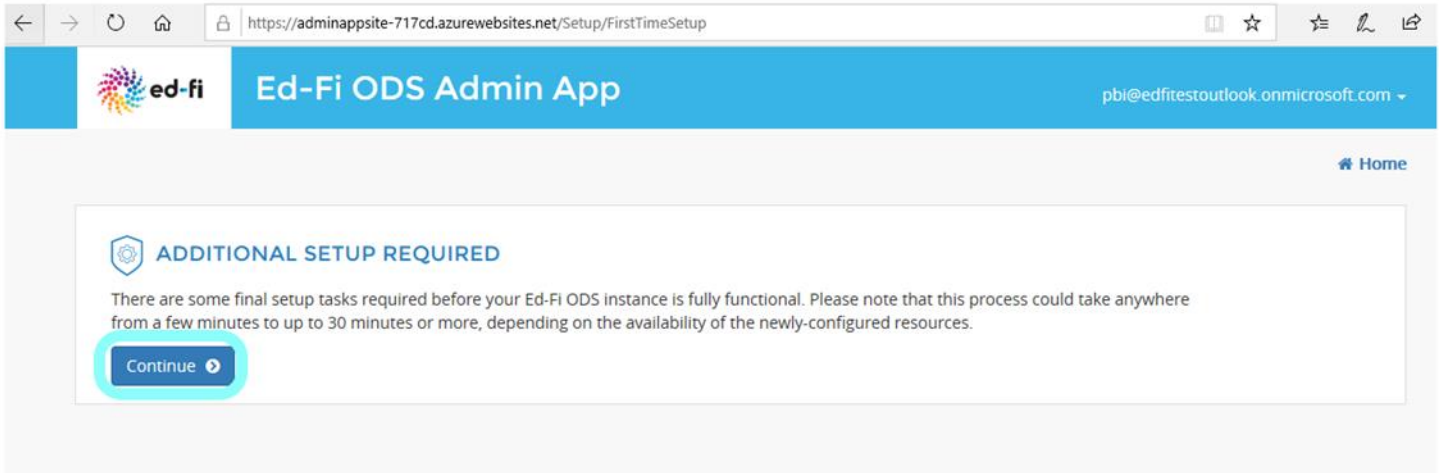 https://adminappsite-717cd.azurewebsites.net/Setup/FirstTimeSetup
ed-fi
Ed-Fi ODS Admin App
pbi@edfitestoutlook.onmicrosoft.com
Home
ADDITIONAL SETUP REQUIRED
There are some final setup tasks required before your Ed-Fi ODS instance is fully functional. Please note that this process could take anywhere
from a few minutes to up to 30 minutes or more, depending on the availability of the newly-configured resources.
Continue